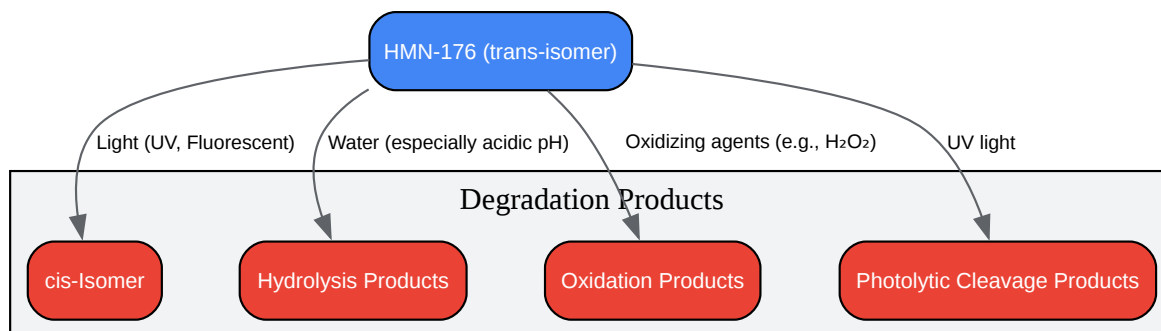 HMN-176 (trans-isomer)
Light (UV, Fluorescent)
Water (especially acidic pH)
Oxidizing agents (e.g., H₂O₂)
UV light
Degradation Products
cis-Isomer
Hydrolysis Products
Oxidation Products
Photolytic Cleavage Products